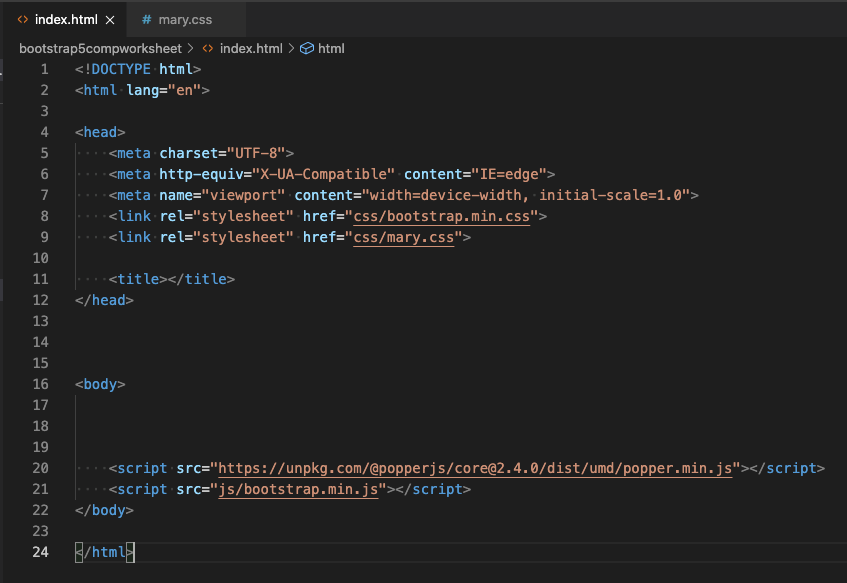 index.html
mary.css
bootstrap5compworksheet > index.html > html
1 <!DOCTYPE html>
2 <html lang="en">
3
4 <head>
5     <meta charset="UTF-8">
6     <meta http-equiv="X-UA-Compatible" content="IE=edge">
7     <meta name="viewport" content="width=device-width, initial-scale=1.0">
8     <link rel="stylesheet" href="css/bootstrap.min.css">
9     <link rel="stylesheet" href="css/mary.css">
10
11     <title></title>
12 </head>
13
14
15
16 <body>
17
18
19
20     <script src="https://unpkg.com/@popperjs/core@2.4.0/dist/umd/popper.min.js"></script>
21     <script src="js/bootstrap.min.js"></script>
22 </body>
23
24 </html>